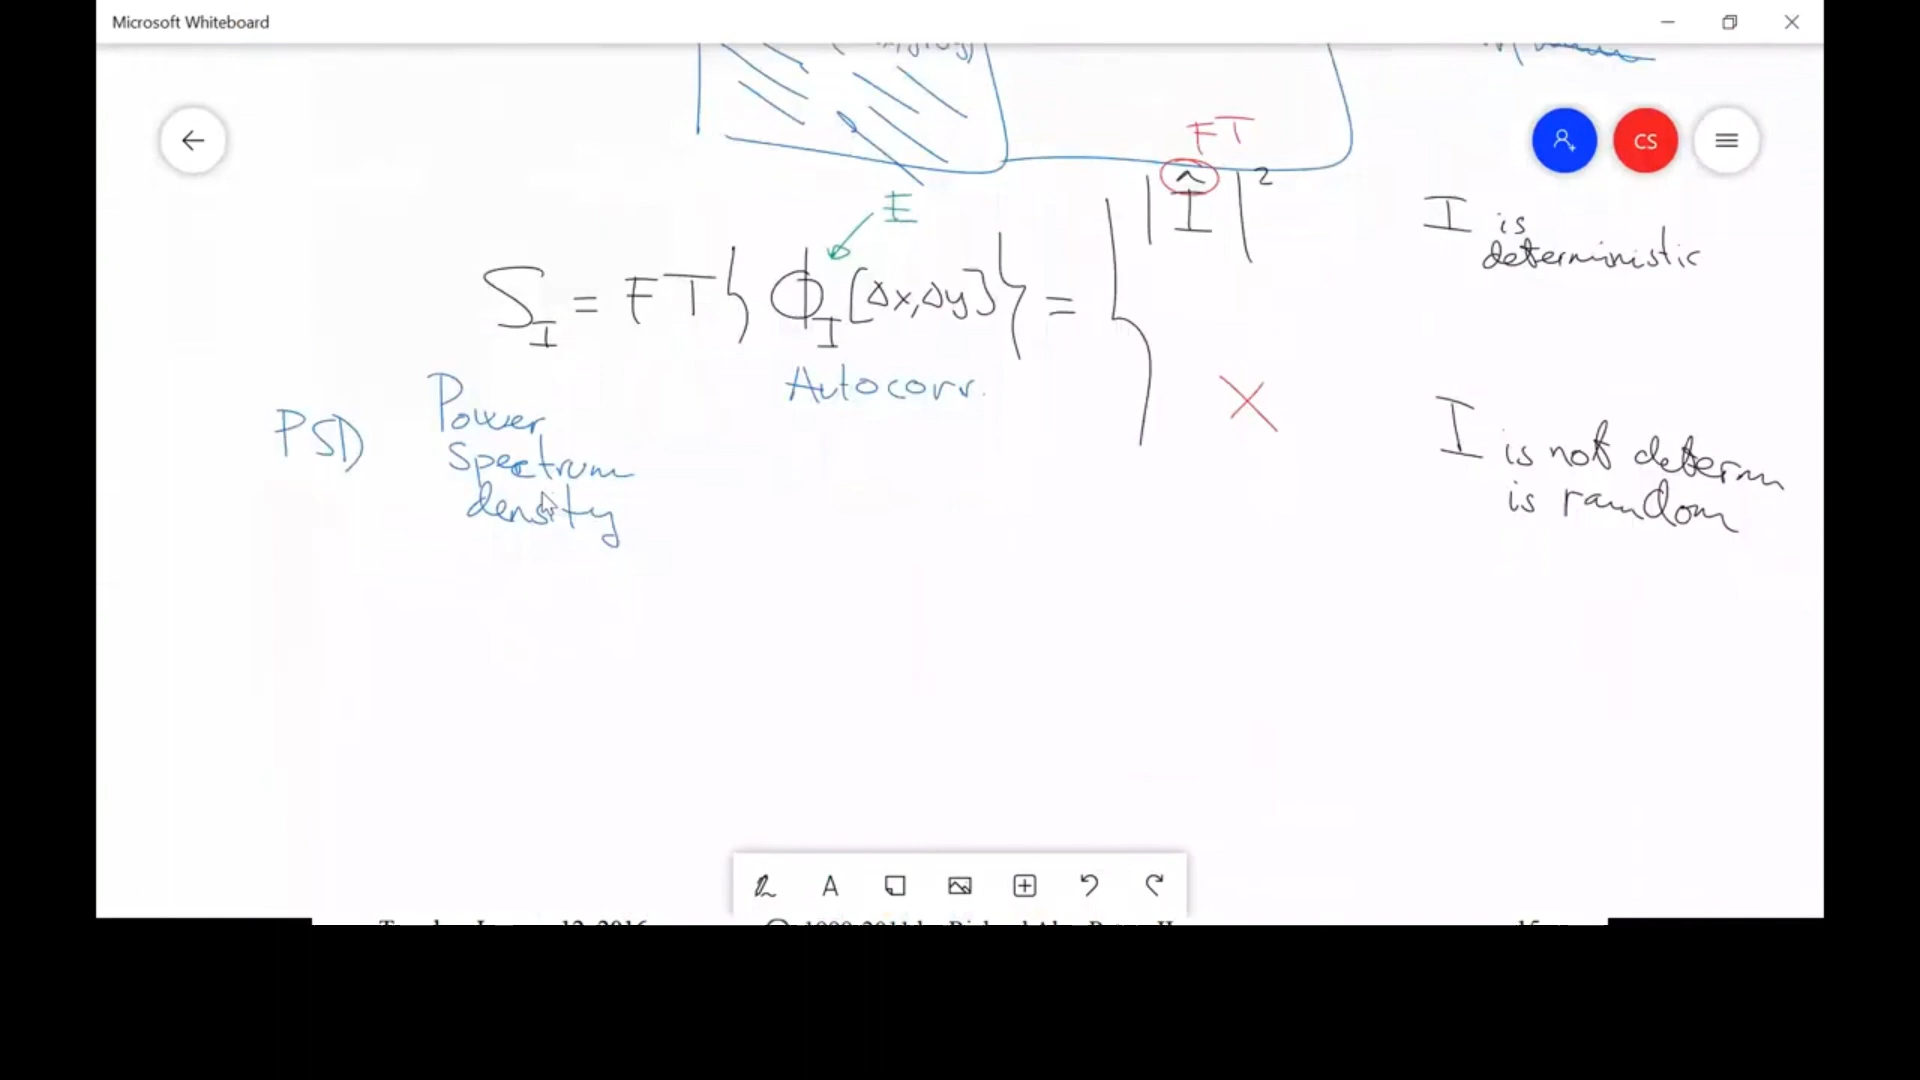 Microsoft Whiteboard
FT
CS
|Î|²
I is
deterministic
E
S_I = FT{ ϕ_I [Δx,Δy] } = {
Autocorr.
X
PSD
Power
Spectrum
density
I is not determ
is random
A